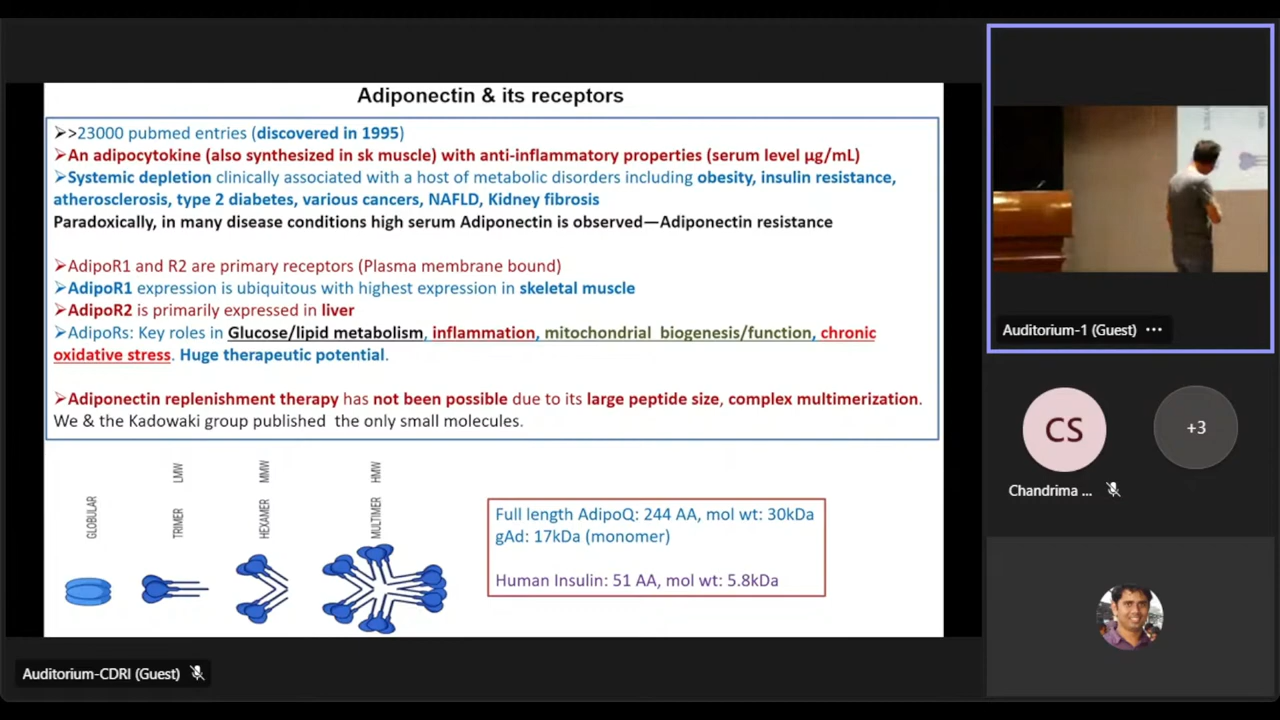 Adiponectin & its receptors
➢>23000 pubmed entries (discovered in 1995)
➢An adipocytokine (also synthesized in sk muscle) with anti-inflammatory properties (serum level µg/mL)
➢Systemic depletion clinically associated with a host of metabolic disorders including obesity, insulin resistance,
atherosclerosis, type 2 diabetes, various cancers, NAFLD, Kidney fibrosis
Paradoxically, in many disease conditions high serum Adiponectin is observed—Adiponectin resistance
➢AdipoR1 and R2 are primary receptors (Plasma membrane bound)
➢AdipoR1 expression is ubiquitous with highest expression in skeletal muscle
➢AdipoR2 is primarily expressed in liver
➢AdipoRs: Key roles in Glucose/lipid metabolism, inflammation, mitochondrial biogenesis/function, chronic
oxidative stress. Huge therapeutic potential.
➢Adiponectin replenishment therapy has not been possible due to its large peptide size, complex multimerization.
We & the Kadowaki group published the only small molecules.
GLOBULAR
TRIMER LMW
HEXAMER MMW
MULTIMER HMW
Full length AdipoQ: 244 AA, mol wt: 30kDa
gAd: 17kDa (monomer)
Human Insulin: 51 AA, mol wt: 5.8kDa
Auditorium-1 (Guest) •••
CS
+3
Chandrima ...
Auditorium-CDRI (Guest)